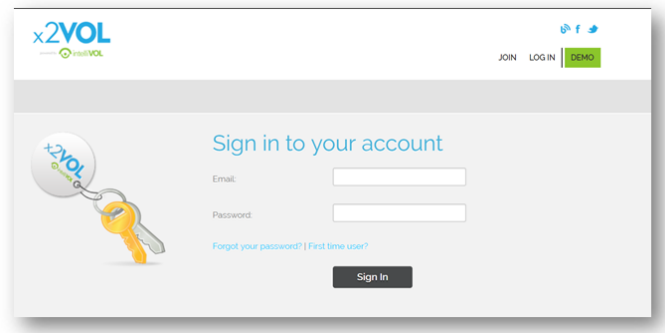 x2VOL
intelliVOL
JOIN LOG IN DEMO
x2VOL
Sign in to your account
Email:
Password:
Forgot your password? | First time user?
Sign In